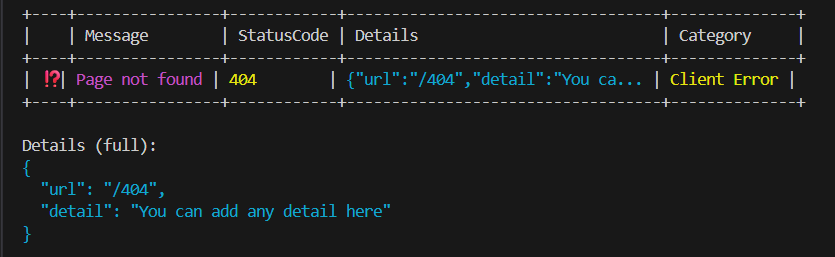 +----+----------------+------------+-----------------------------------+--------------+
|    | Message        | StatusCode | Details                           | Category     |
+----+----------------+------------+-----------------------------------+--------------+
| ⁉️| Page not found | 404        | {"url":"/404","detail":"You ca... | Client Error |
+----+----------------+------------+-----------------------------------+--------------+
Details (full):
{
  "url": "/404",
  "detail": "You can add any detail here"
}